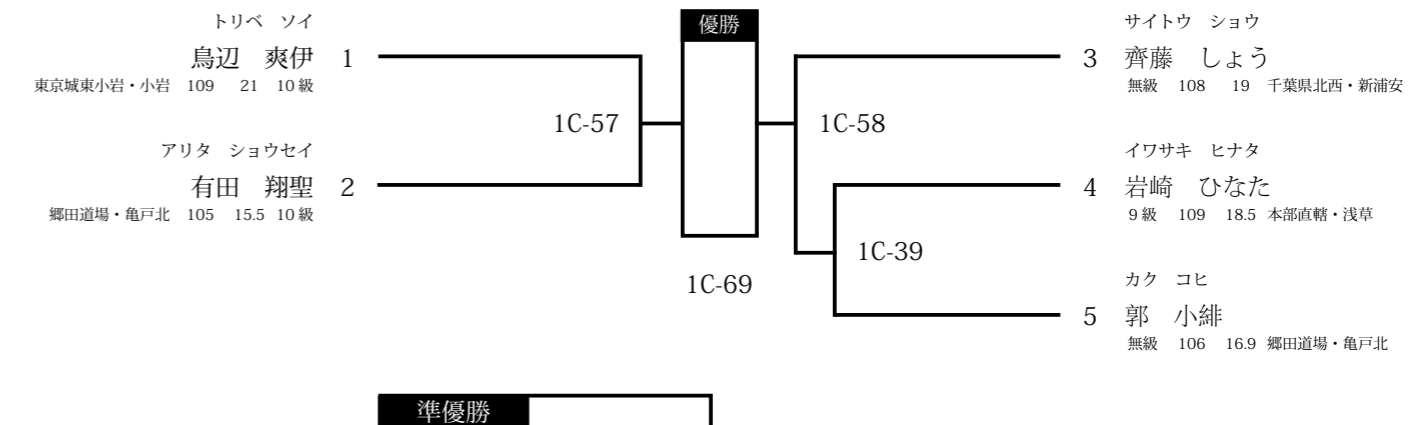 トリベ ソイ
鳥辺 爽伊 1
東京城東小岩・小岩 109 21 10級
アリタ ショウセイ
有田 翔聖 2
郷田道場・亀戸北 105 15.5 10級
1C-57
優勝
1C-69
1C-58
1C-39
サイトウ ショウ
3 齊藤 しょう
無級 108 19 千葉県北西・新浦安
イワサキ ヒナタ
4 岩崎 ひなた
9級 109 18.5 本部直轄・浅草
カク コヒ
5 郭 小緋
無級 106 16.9 郷田道場・亀戸北
準優勝